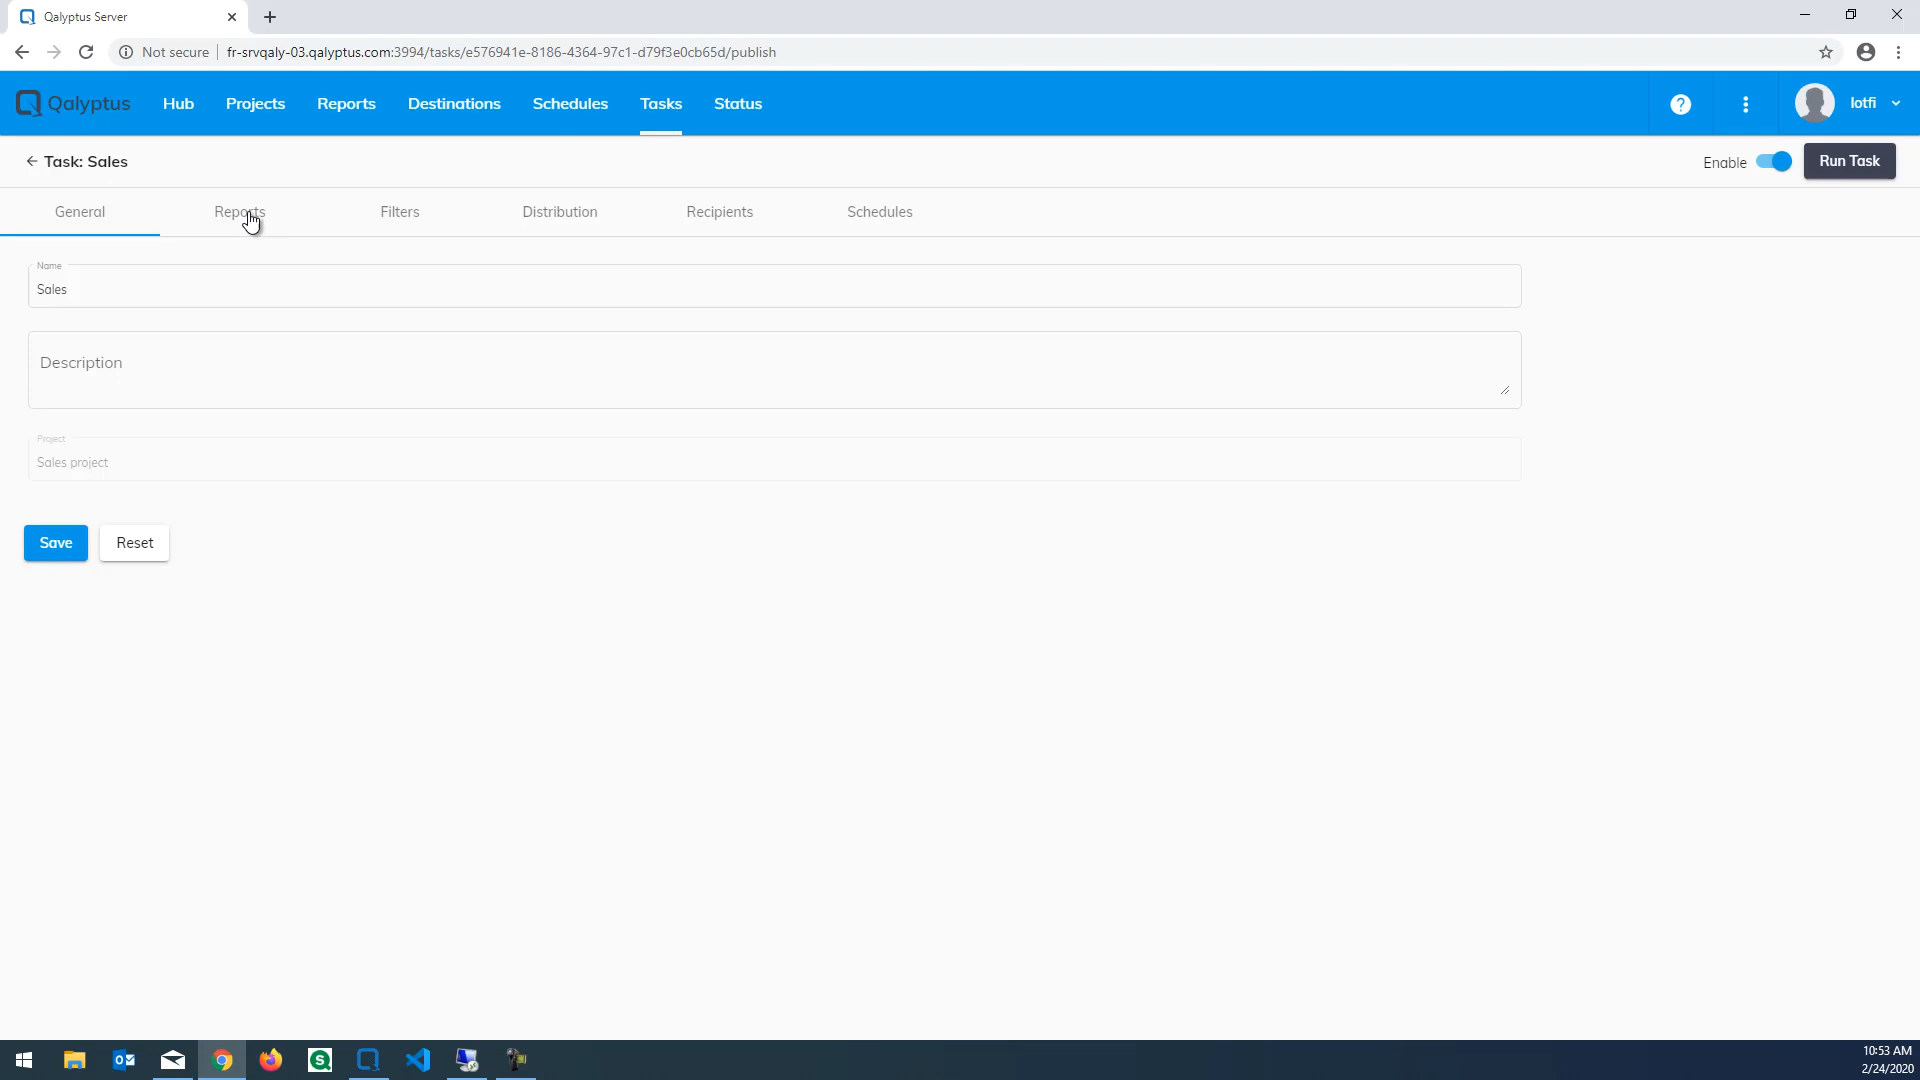 Qalyptus Server
Not secure
fr-srvqaly-03.qalyptus.com:3994/tasks/e576941e-8186-4364-97c1-d79f3e0cb65d/publish
Qalyptus Hub Projects Reports Destinations Schedules Tasks Status ? lotfi
Task: Sales Enable Run Task
General Reports Filters Distribution Recipients Schedules
Name
Sales
Description
Project
Sales project
Save Reset
10:53 AM
2/24/2020